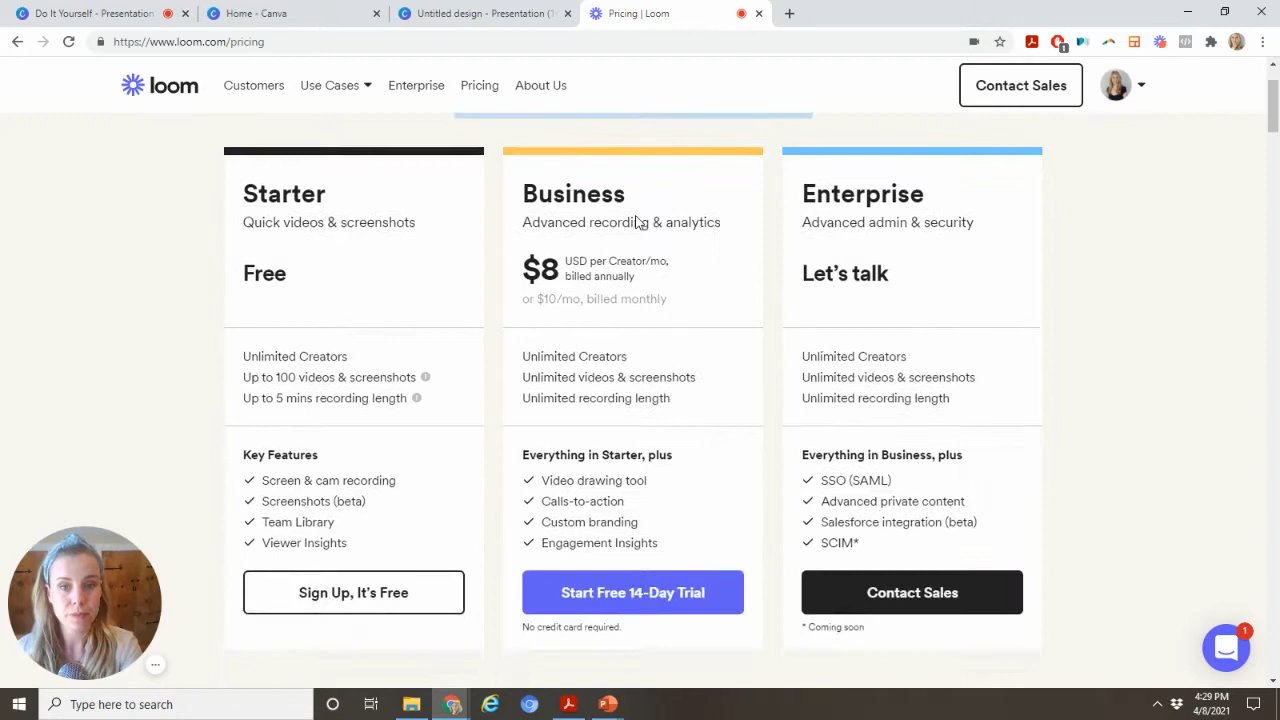 Do It Yourself - Presentation
Home - Canva
Untitled design - Presentation (1
Pricing | Loom
https://www.loom.com/pricing
1
loom
Customers
Use Cases
Enterprise
Pricing
About Us
Contact Sales
Starter
Quick videos & screenshots
Free
Unlimited Creators
Up to 100 videos & screenshots
Up to 5 mins recording length
Key Features
Screen & cam recording
Screenshots (beta)
Team Library
Viewer Insights
Sign Up, It's Free
Business
Advanced recording & analytics
$8
USD per Creator/mo,
billed annually
or $10/mo, billed monthly
Unlimited Creators
Unlimited videos & screenshots
Unlimited recording length
Everything in Starter, plus
Video drawing tool
Calls-to-action
Custom branding
Engagement Insights
Start Free 14-Day Trial
No credit card required.
Enterprise
Advanced admin & security
Let's talk
Unlimited Creators
Unlimited videos & screenshots
Unlimited recording length
Everything in Business, plus
SSO (SAML)
Advanced private content
Salesforce integration (beta)
SCIM*
Contact Sales
* Coming soon
1
Type here to search
4:29 PM
4/8/2021